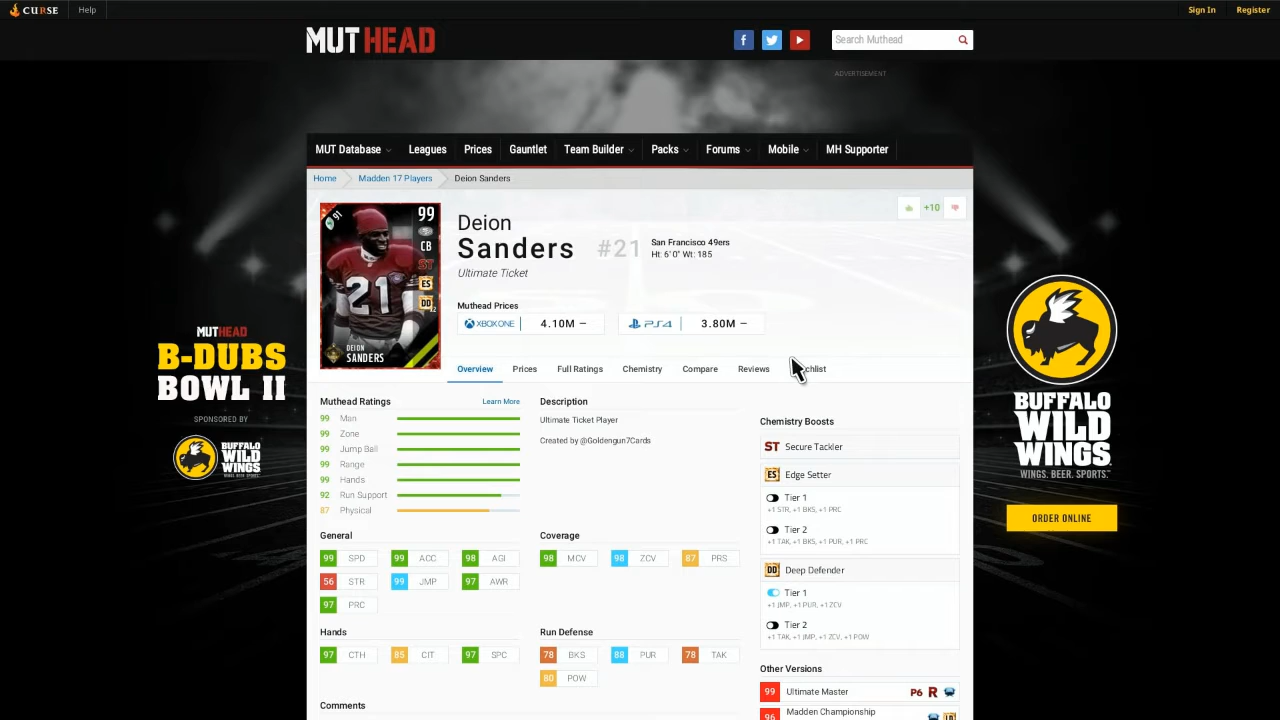 CURSE
Help
Sign In
Register
MUTHEAD
Search Muthead
ADVERTISEMENT
MUT Database
Leagues
Prices
Gauntlet
Team Builder
Packs
Forums
Mobile
MH Supporter
Home
Madden 17 Players
Deion Sanders
91
99
CB
ST
ES
DD
21
DEION
SANDERS
Deion
Sanders
#21
San Francisco 49ers
Ht: 6' 0" Wt: 185
Ultimate Ticket
+10
Muthead Prices
XBOX ONE
4.10M –
PS4
3.80M –
Overview
Prices
Full Ratings
Chemistry
Compare
Reviews
chlist
Muthead Ratings
Learn More
99 Man
99 Zone
99 Jump Ball
99 Range
99 Hands
92 Run Support
87 Physical
General
99 SPD
99 ACC
98 AGI
56 STR
99 JMP
97 AWR
97 PRC
Hands
97 CTH
85 CIT
97 SPC
Comments
Description
Ultimate Ticket Player
Created by @Goldengun7Cards
Coverage
98 MCV
98 ZCV
87 PRS
Run Defense
78 BKS
88 PUR
78 TAK
80 POW
Chemistry Boosts
ST Secure Tackler
ES Edge Setter
Tier 1
+1 STR, +1 BKS, +1 PRC
Tier 2
+1 TAK, +1 BKS, +1 PUR, +1 PRC
DD Deep Defender
Tier 1
+1 JMP, +1 PUR, +1 ZCV
Tier 2
+1 TAK, +1 JMP, +1 ZCV, +1 POW
Other Versions
99 Ultimate Master P6 R
96 Madden Championship
MUTHEAD
B-DUBS
BOWL II
SPONSORED BY
BUFFALO
WILD
WINGS
WINGS. BEER. SPORTS.
BUFFALO
WILD
WINGS
WINGS. BEER. SPORTS.™
ORDER ONLINE